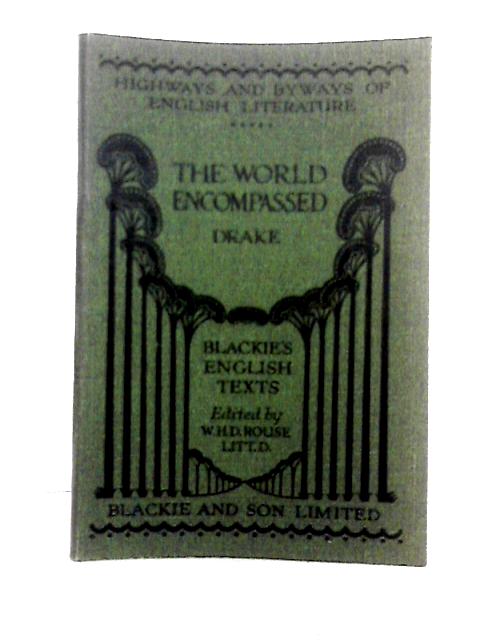 HIGHWAYS AND BYWAYS OF
ENGLISH LITERATURE
THE WORLD
ENCOMPASSED
DRAKE
BLACKIE'S
ENGLISH
TEXTS
Edited by
W.H.D. ROUSE
LITT.D.
BLACKIE AND SON LIMITED